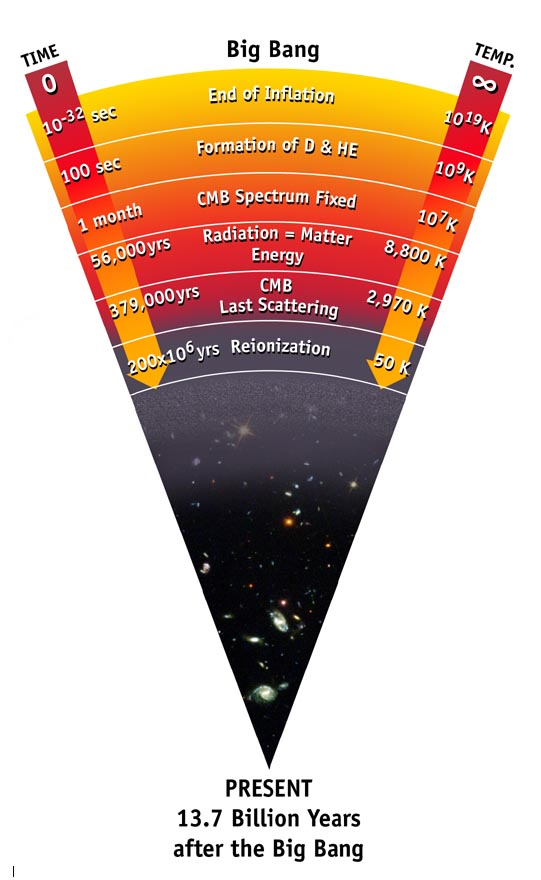 TIME
Big Bang
TEMP.
0
∞
10⁻³² sec
End of Inflation
10¹⁹K
100 sec
Formation of D & HE
10⁹K
1 month
CMB Spectrum Fixed
10⁷K
56,000yrs
Radiation = Matter
Energy
8,800 K
379,000yrs
CMB
Last Scattering
2,970 K
200x10⁶yrs
Reionization
50 K
PRESENT
13.7 Billion Years
after the Big Bang